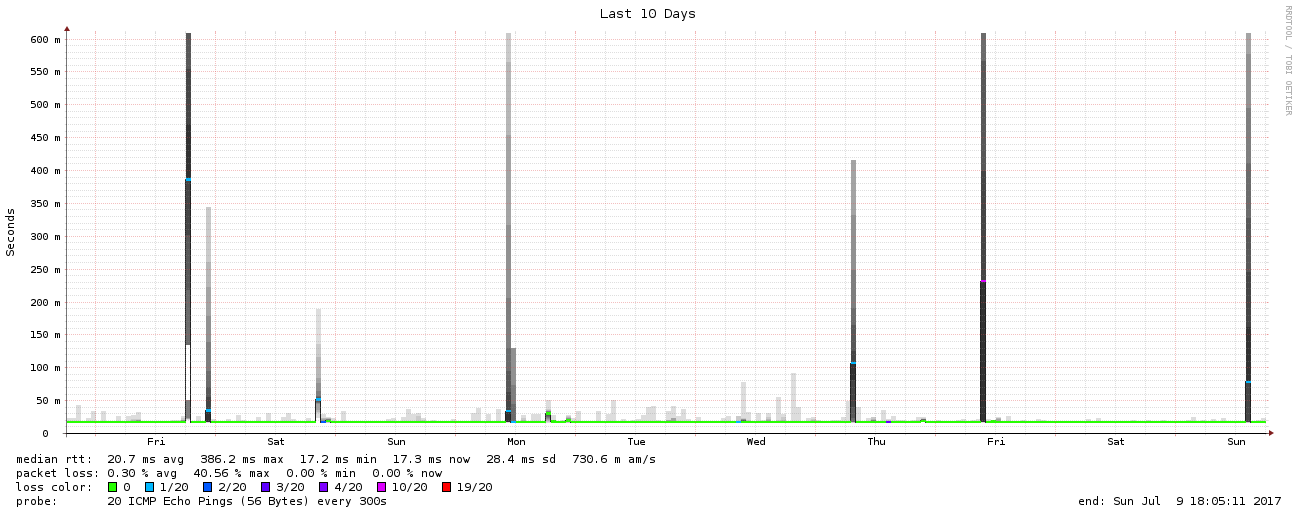 Last 10 Days
RRDTOOL / TOBI OETIKER
Seconds
600 m
550 m
500 m
450 m
400 m
350 m
300 m
250 m
200 m
150 m
100 m
50 m
0
Fri Sat Sun Mon Tue Wed Thu Fri Sat Sun
median rtt: 20.7 ms avg 386.2 ms max 17.2 ms min 17.3 ms now 28.4 ms sd 730.6 m am/s
packet loss: 0.30 % avg 40.56 % max 0.00 % min 0.00 % now
loss color: 0 1/20 2/20 3/20 4/20 10/20 19/20
probe: 20 ICMP Echo Pings (56 Bytes) every 300s end: Sun Jul 9 18:05:11 2017